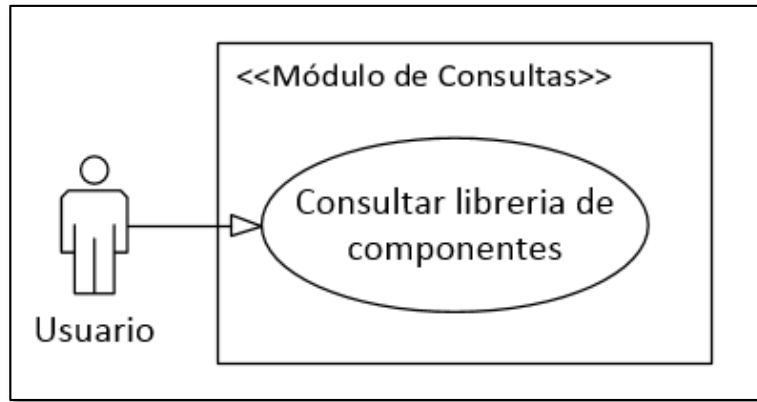 <<Módulo de Consultas>>
Consultar libreria de
componentes
Usuario